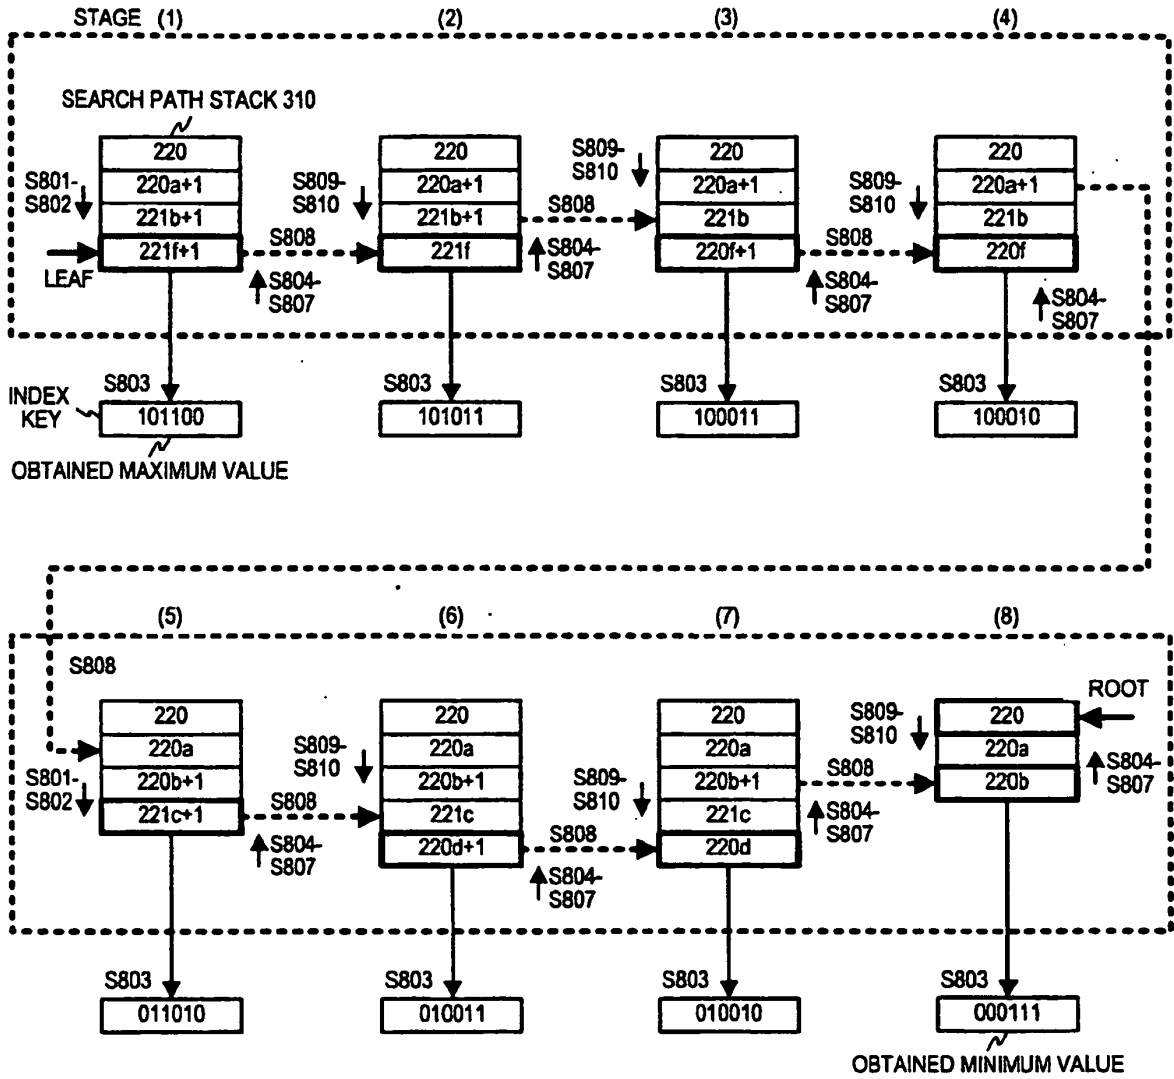 STAGE (1) (2) (3) (4)
SEARCH PATH STACK 310
220
220a+1
221b+1
221f+1
S801-
S802
LEAF
S808
S804-
S807
S803
INDEX
KEY
101100
OBTAINED MAXIMUM VALUE
S809-
S810
220
220a+1
221b+1
221f
S808
S804-
S807
S803
101011
S809-
S810
220
220a+1
221b
220f+1
S808
S804-
S807
S803
100011
S809-
S810
220
220a+1
221b
220f
S804-
S807
S803
100010
(5) (6) (7) (8)
S808
220
220a
220b+1
221c+1
S801-
S802
S808
S804-
S807
S803
011010
S809-
S810
220
220a
220b+1
221c
220d+1
S808
S804-
S807
S803
010011
S809-
S810
220
220a
220b+1
221c
220d
S808
S804-
S807
S803
010010
S809-
S810
ROOT
220
220a
220b
S804-
S807
S803
000111
OBTAINED MINIMUM VALUE